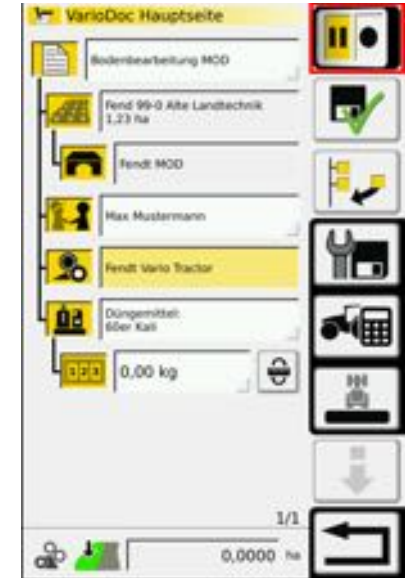 VarioDoc Hauptseite
Bodenbearbeitung MOD
Fend 99-0 Alte Landtechnik
1,23 ha
Fendt MOD
Max Mustermann
Fendt Vario Tractor
Düngemittel:
60er Kali
123
0,00 kg
1/1
0,0000 ha